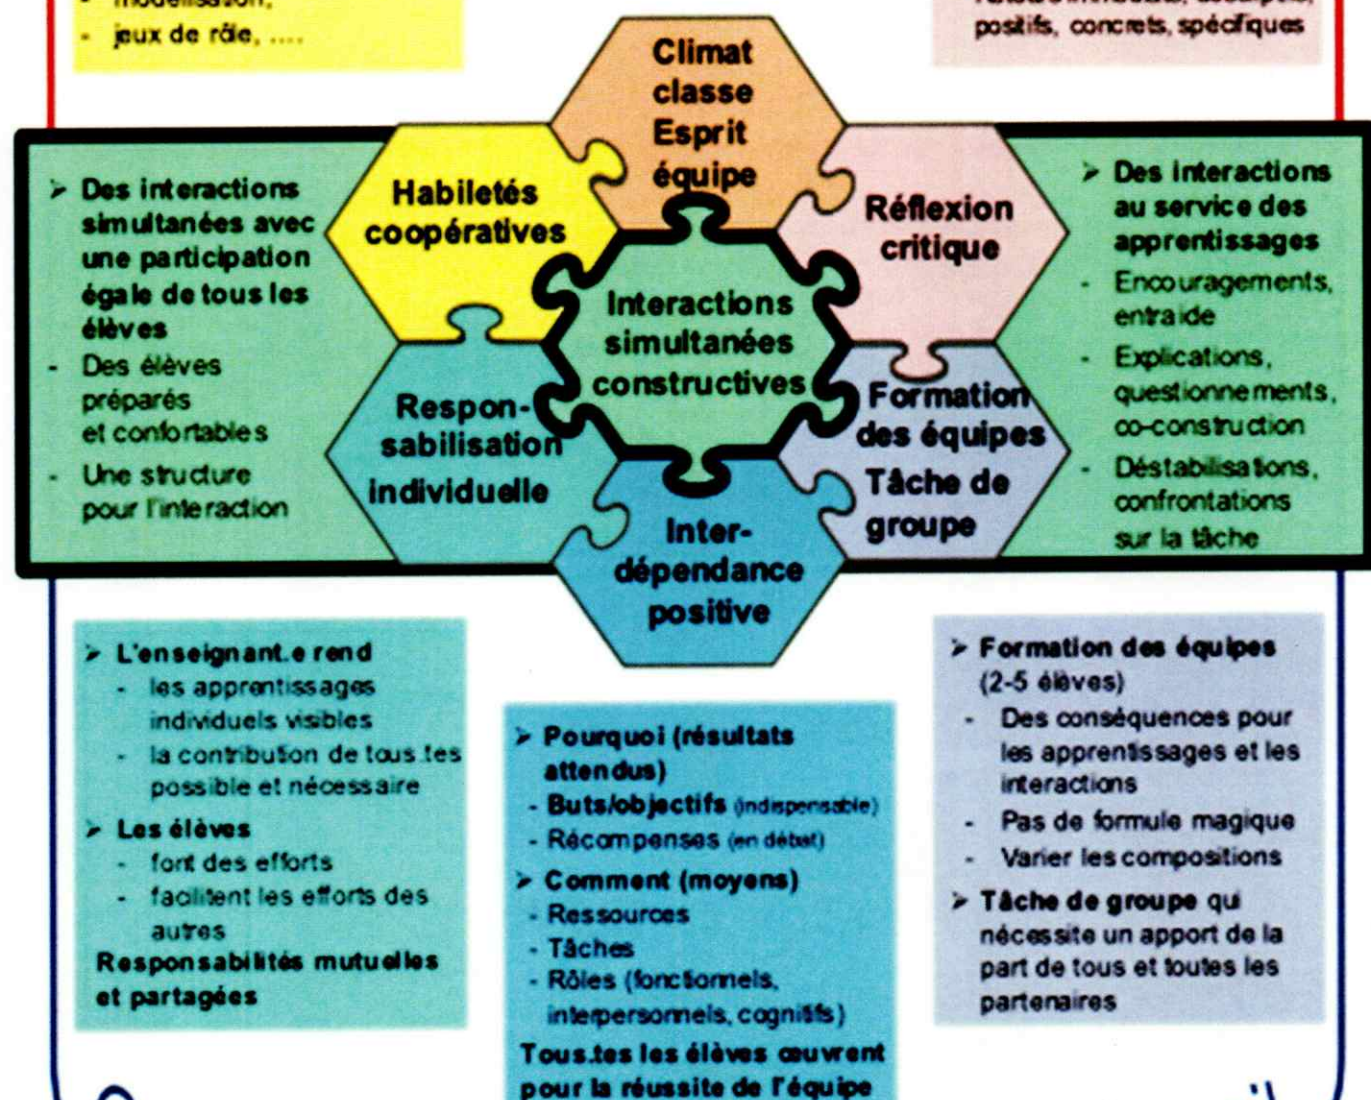 - modélisation,
- jeux de rôle, ....
positifs, concrets, spécifiques
Climat
classe
Esprit
équipe
Habiletés
coopératives
Réflexion
critique
Interactions
simultanées
constructives
Respon-
sabilisation
individuelle
Formation
des équipes
Tâche de
groupe
Inter-
dépendance
positive
➢ Des interactions
simultanées avec
une participation
égale de tous les
élèves
- Des élèves
préparés
et confortables
- Une structure
pour l'interaction
➢ Des interactions
au service des
apprentissages
- Encouragements,
entraide
- Explications,
questionnements,
co-construction
- Déstabilisations,
confrontations
sur la tâche
➢ L'enseignant.e rend
- les apprentissages
individuels visibles
- la contribution de tous.tes
possible et nécessaire
➢ Les élèves
- font des efforts
- facilitent les efforts des
autres
Responsabilités mutuelles
et partagées
➢ Pourquoi (résultats
attendus)
- Buts/objectifs (indispensable)
- Récompenses (en débat)
➢ Comment (moyens)
- Ressources
- Tâches
- Rôles (fonctionnels,
interpersonnels, cognitifs)
Tous.tes les élèves œuvrent
pour la réussite de l'équipe
➢ Formation des équipes
(2-5 élèves)
- Des conséquences pour
les apprentissages et les
interactions
- Pas de formule magique
- Varier les compositions
➢ Tâche de groupe qui
nécessite un apport de la
part de tous et toutes les
partenaires